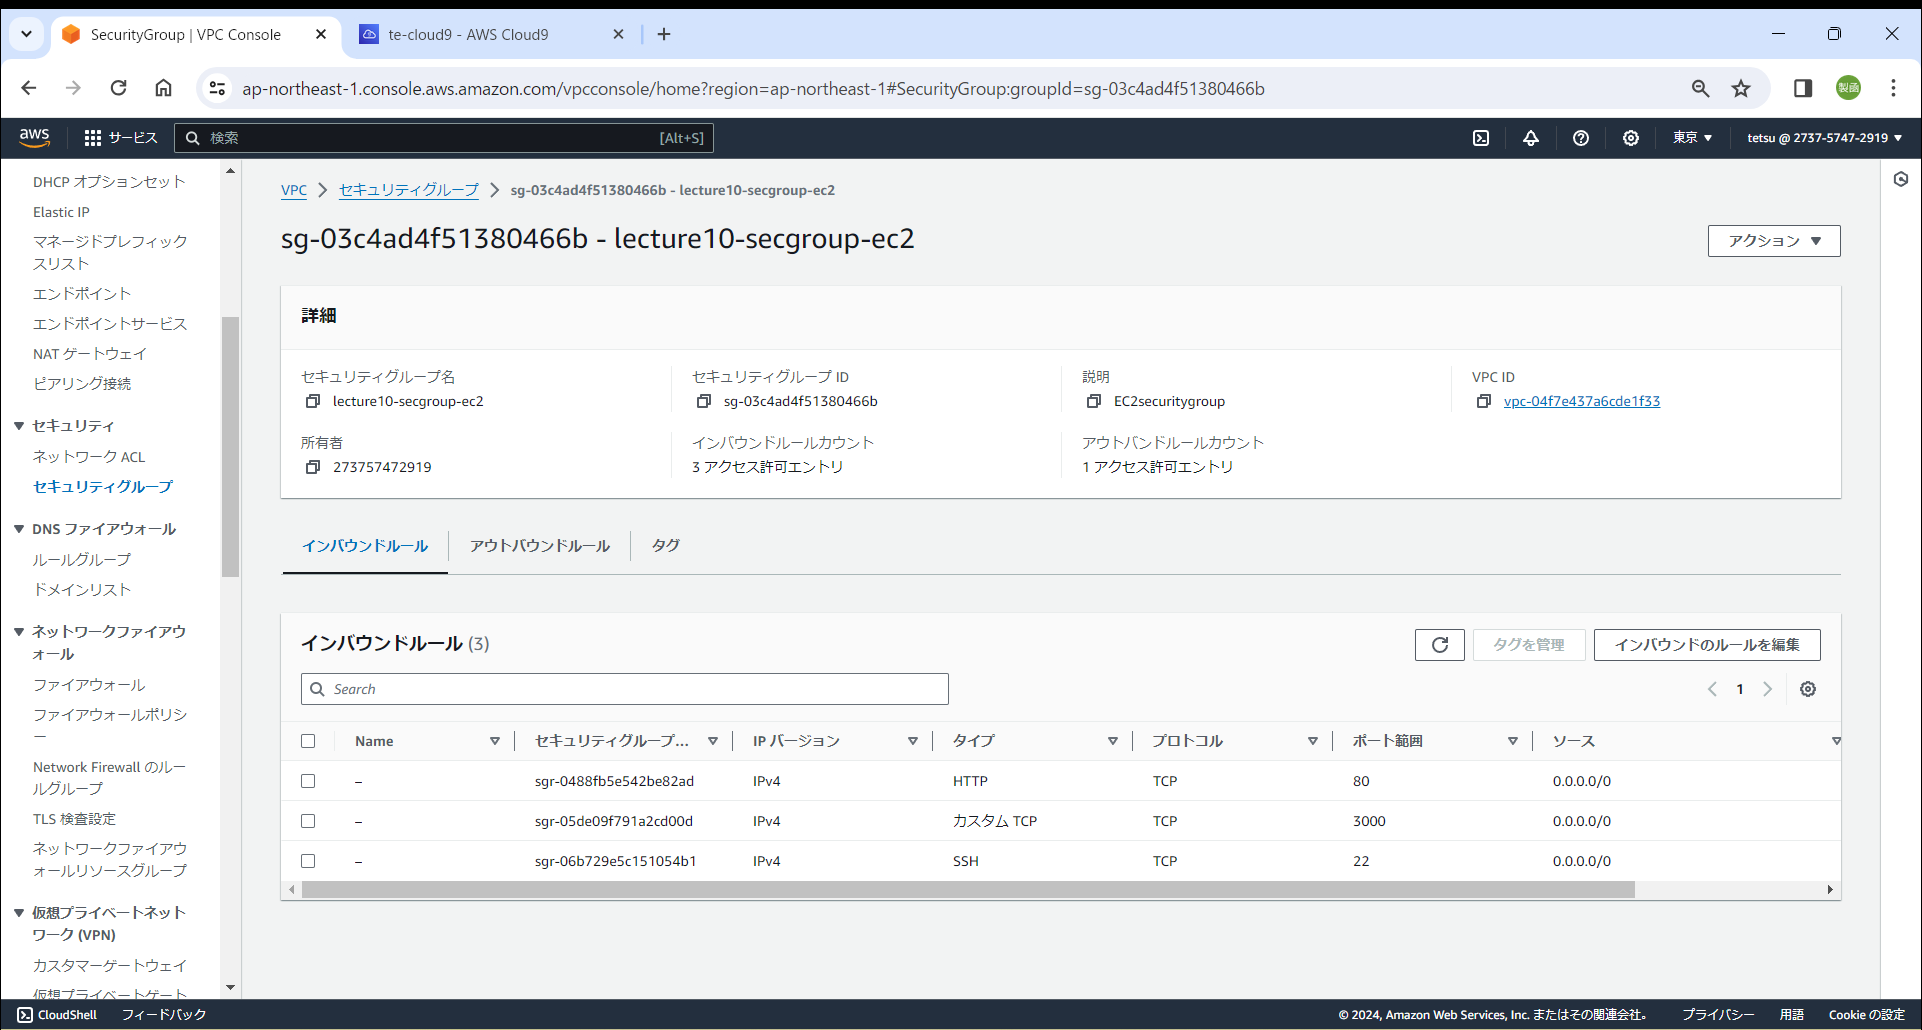 SecurityGroup | VPC Console
te-cloud9 - AWS Cloud9
ap-northeast-1.console.aws.amazon.com/vpcconsole/home?region=ap-northeast-1#SecurityGroup:groupId=sg-03c4ad4f51380466b
製函
aws
サービス
検索
[Alt+S]
東京
tetsu @ 2737-5747-2919
DHCP オプションセット
Elastic IP
マネージドプレフィック
スリスト
エンドポイント
エンドポイントサービス
NAT ゲートウェイ
ピアリング接続
セキュリティ
ネットワーク ACL
セキュリティグループ
DNS ファイアウォール
ルールグループ
ドメインリスト
ネットワークファイアウ
ォール
ファイアウォール
ファイアウォールポリシ
ー
Network Firewall のルー
ルグループ
TLS 検査設定
ネットワークファイアウ
ォールリソースグループ
仮想プライベートネット
ワーク (VPN)
カスタマーゲートウェイ
仮想プライベートゲート
VPC
セキュリティグループ
sg-03c4ad4f51380466b - lecture10-secgroup-ec2
sg-03c4ad4f51380466b - lecture10-secgroup-ec2
アクション
詳細
セキュリティグループ名
lecture10-secgroup-ec2
セキュリティグループ ID
sg-03c4ad4f51380466b
説明
EC2securitygroup
VPC ID
vpc-04f7e437a6cde1f33
所有者
273757472919
インバウンドルールカウント
3 アクセス許可エントリ
アウトバンドルールカウント
1 アクセス許可エントリ
インバウンドルール
アウトバウンドルール
タグ
インバウンドルール (3)
タグを管理
インバウンドのルールを編集
Search
1
Name セキュリティグループ... IP バージョン タイプ プロトコル ポート範囲 ソース
– sgr-0488fb5e542be82ad IPv4 HTTP TCP 80 0.0.0.0/0
– sgr-05de09f791a2cd00d IPv4 カスタム TCP TCP 3000 0.0.0.0/0
– sgr-06b729e5c151054b1 IPv4 SSH TCP 22 0.0.0.0/0
CloudShell
フィードバック
© 2024, Amazon Web Services, Inc. またはその関連会社。
プライバシー
用語
Cookie の設定